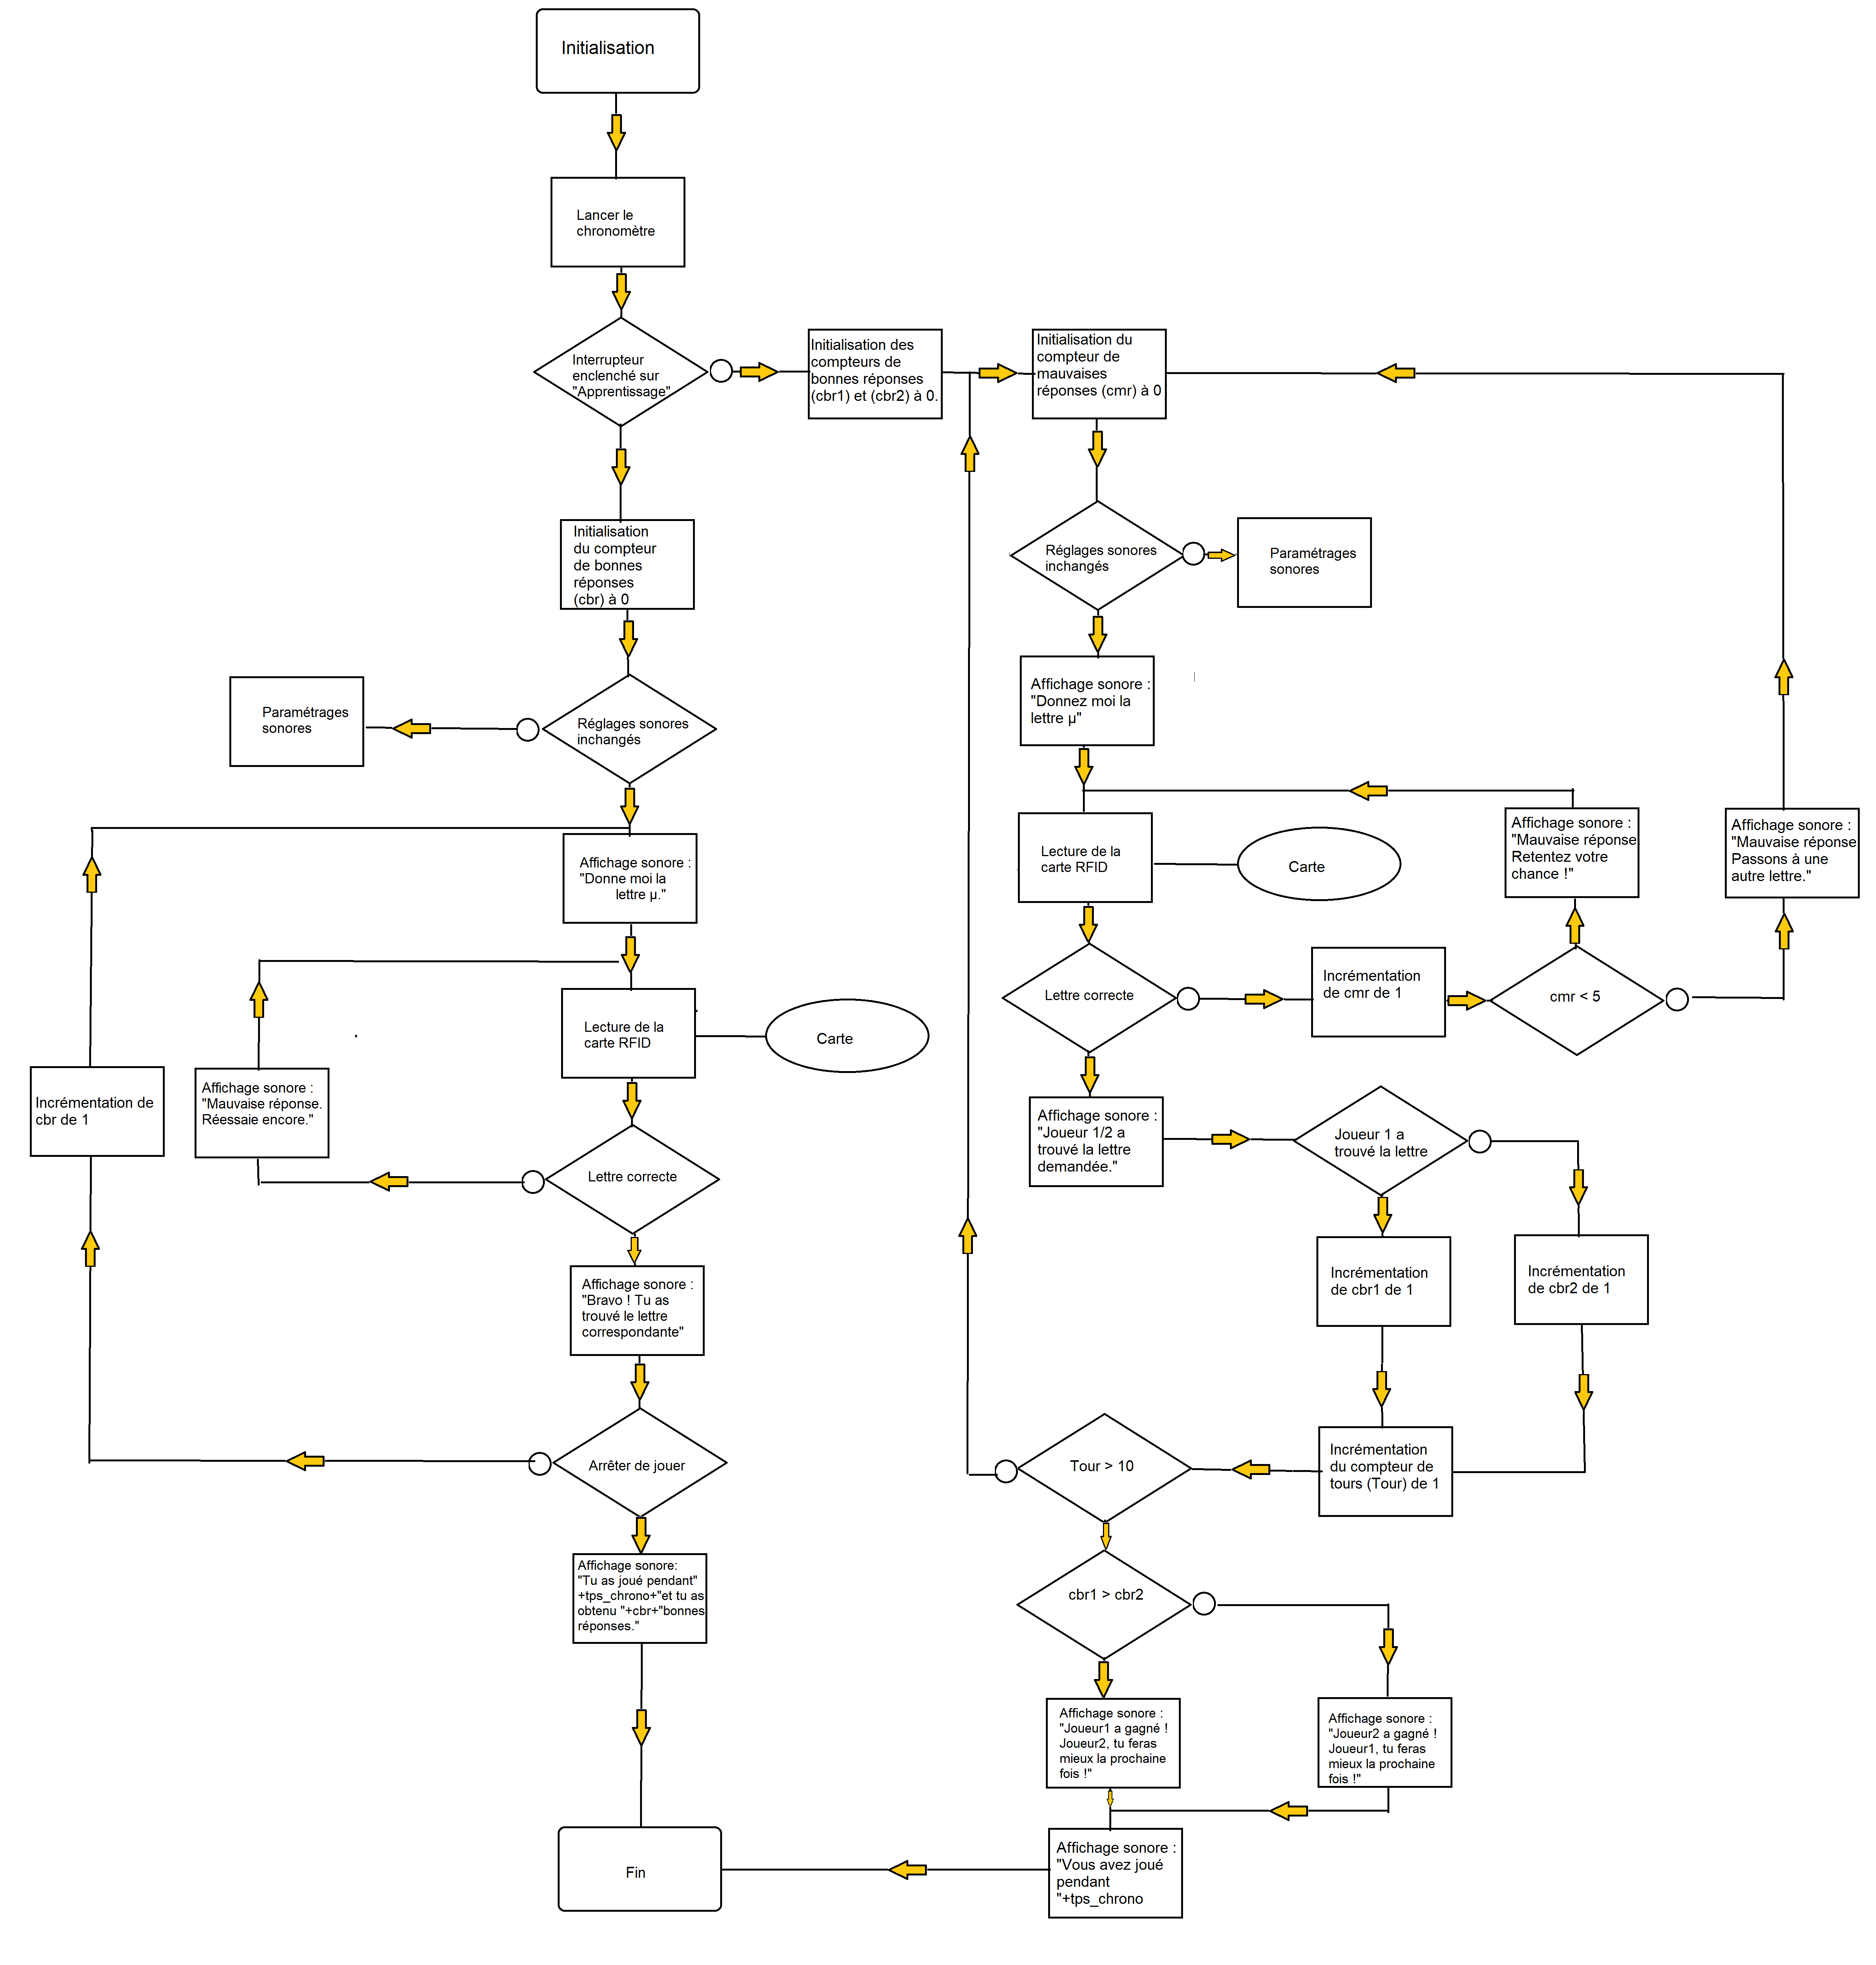 Initialisation
Lancer le
chronomètre
Interrupteur
enclenché sur
"Apprentissage"
Initialisation des
compteurs de
bonnes réponses
(cbr1) et (cbr2) à 0.
Initialisation du
compteur de
mauvaises
réponses (cmr) à 0
Initialisation
du compteur
de bonnes
réponses
(cbr) à 0
Réglages sonores
inchangés
Paramétrages
sonores
Paramétrages
sonores
Réglages sonores
inchangés
Affichage sonore :
"Donnez moi la
lettre µ"
Affichage sonore :
"Donne moi la
lettre µ."
Lecture de la
carte RFID
Carte
Affichage sonore :
"Mauvaise réponse
Retentez votre
chance !"
Affichage sonore :
"Mauvaise réponse
Passons à une
autre lettre."
Lettre correcte
Incrémentation
de cmr de 1
cmr < 5
Lecture de la
carte RFID
Carte
Incrémentation de
cbr de 1
Affichage sonore :
"Mauvaise réponse.
Réessaie encore."
Lettre correcte
Affichage sonore :
"Joueur 1/2 a
trouvé la lettre
demandée."
Joueur 1 a
trouvé la lettre
Incrémentation
de cbr1 de 1
Incrémentation
de cbr2 de 1
Affichage sonore :
"Bravo ! Tu as
trouvé le lettre
correspondante"
Arrêter de jouer
Tour > 10
Incrémentation
du compteur de
tours (Tour) de 1
Affichage sonore:
"Tu as joué pendant"
+tps_chrono+"et tu as
obtenu "+cbr+"bonnes
réponses."
cbr1 > cbr2
Affichage sonore :
"Joueur1 a gagné !
Joueur2, tu feras
mieux la prochaine
fois !"
Affichage sonore :
"Joueur2 a gagné !
Joueur1, tu feras
mieux la prochaine
fois !"
Affichage sonore :
"Vous avez joué
pendant
"+tps_chrono
Fin